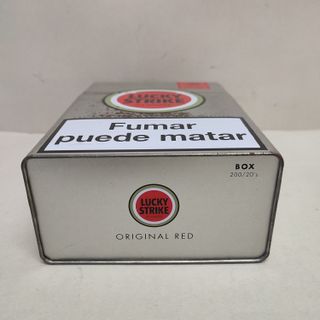 LUCKY
STRIKE
Fumar
puede matar
BOX
200/20's
LUCKY
STRIKE
ORIGINAL RED